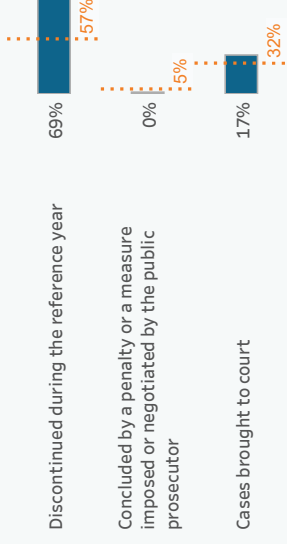 57%
69%
Discontinued during the reference year
5%
0%
Concluded by a penalty or a measure
imposed or negotiated by the public
prosecutor
32%
17%
Cases brought to court